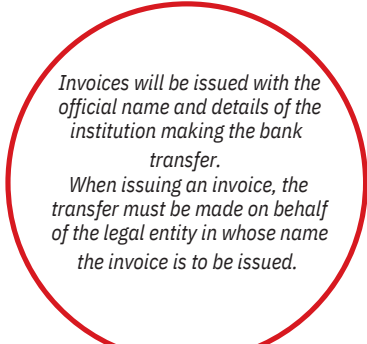 Invoices will be issued with the
official name and details of the
institution making the bank
transfer.
When issuing an invoice, the
transfer must be made on behalf
of the legal entity in whose name
the invoice is to be issued.